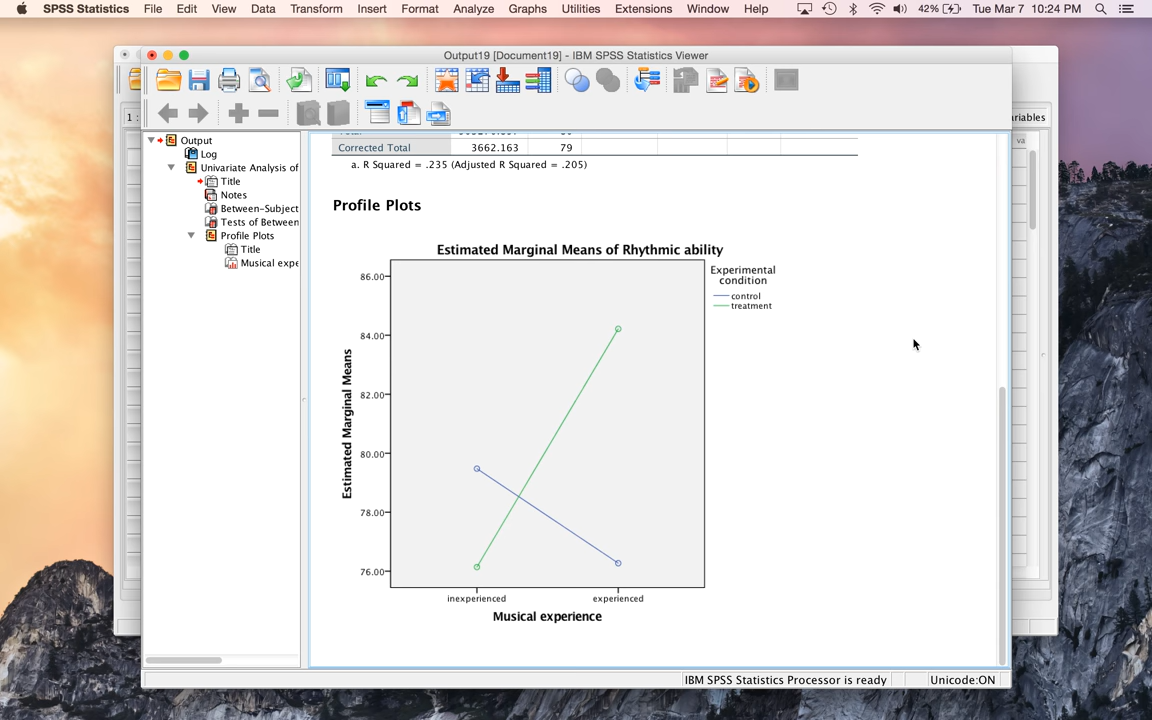 SPSS Statistics File Edit View Data Transform Insert Format Analyze Graphs Utilities Extensions Window Help 42% Tue Mar 7 10:24 PM
Output19 [Document19] - IBM SPSS Statistics Viewer
1 :
ariables
va
Output
Log
Univariate Analysis of
Title
Notes
Between-Subject
Tests of Between
Profile Plots
Title
Musical expe
Corrected Total 3662.163 79
a. R Squared = .235 (Adjusted R Squared = .205)
Profile Plots
Estimated Marginal Means of Rhythmic ability
Experimental
condition
control
treatment
Estimated Marginal Means
86.00
84.00
82.00
80.00
78.00
76.00
inexperienced experienced
Musical experience
IBM SPSS Statistics Processor is ready Unicode:ON